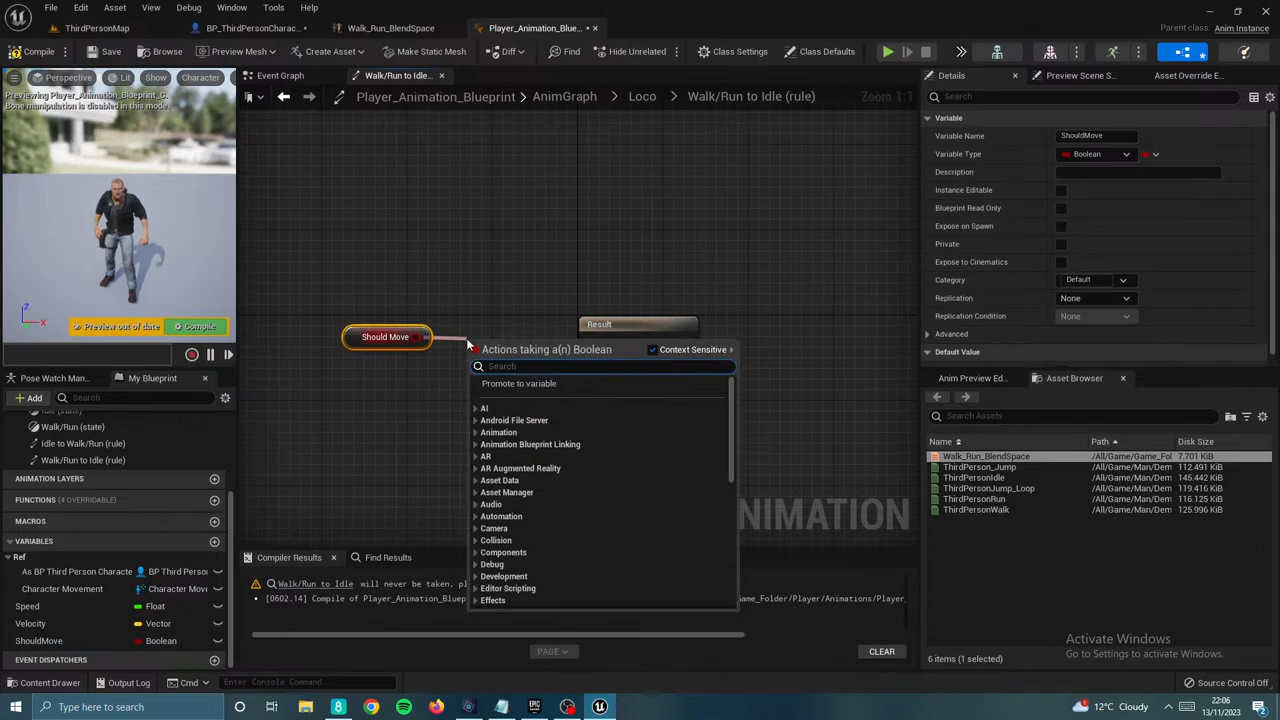 File Edit Asset View Debug Window Tools Help
ThirdPersonMap BP_ThirdPersonCharac... Walk_Run_BlendSpace Player_Animation_Blue...
Parent class: Anim Instance
Compile Save Browse Preview Mesh Create Asset Make Static Mesh Diff Find Hide Unrelated Class Settings Class Defaults
Perspective Lit Show Character
Previewing Player_Animation_Blueprint_C.
Bone manipulation is disabled in this mode.
Z
X
Preview out of date Compile
Event Graph Walk/Run to Idle...
Player_Animation_Blueprint AnimGraph Loco Walk/Run to Idle (rule) Zoom 1:1
Result
Should Move
Actions taking a(n) Boolean Context Sensitive
Search
Promote to variable
AI
Android File Server
Animation
Animation Blueprint Linking
AR
AR Augmented Reality
Asset Data
Asset Manager
Audio
Automation
Camera
Collision
Components
Debug
Development
Editor Scripting
Effects
ANIMATION
Pose Watch Man... My Blueprint
Add Search
Idle (state)
Walk/Run (state)
Idle to Walk/Run (rule)
Walk/Run to Idle (rule)
ANIMATION LAYERS
FUNCTIONS (4 OVERRIDABLE)
MACROS
VARIABLES
Ref
As BP Third Person Characte BP Third Person
Character Movement Character Move
Speed Float
Velocity Vector
ShouldMove Boolean
EVENT DISPATCHERS
Compiler Results Find Results
Walk/Run to Idle will never be taken, pl
[0602.14] Compile of Player_Animation_Bluep ame_Folder/Player/Animations/Player_
PAGE CLEAR
Details Preview Scene S... Asset Override E...
Search
Variable
Variable Name ShouldMove
Variable Type Boolean
Description
Instance Editable
Blueprint Read Only
Expose on Spawn
Private
Expose to Cinematics
Category Default
Replication None
Replication Condition None
Advanced
Default Value
Anim Preview Ed... Asset Browser
Search Assets
Name Path Disk Size
Walk_Run_BlendSpace /All/Game/Game_Fol 7.701 KiB
ThirdPerson_Jump /All/Game/Man/Dem 112.491 KiB
ThirdPersonIdle /All/Game/Man/Dem 145.442 KiB
ThirdPersonJump_Loop /All/Game/Man/Dem 119.416 KiB
ThirdPersonRun /All/Game/Man/Dem 116.125 KiB
ThirdPersonWalk /All/Game/Man/Dem
6 items (1 selected)
Activate Windows
Go to Settings to activate Windows.
Content Drawer Output Log Cmd Enter Console Command Source Control Off
Type here to search
12°C Cloudy
22:06
13/11/2023